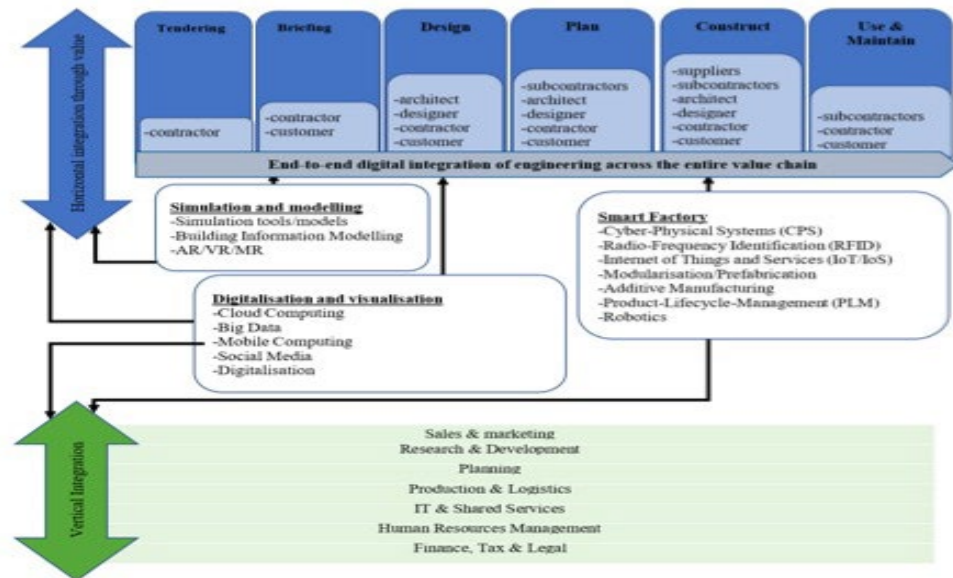 Horizontal integration through value
Tendering
-contractor
Briefing
-contractor
-customer
Design
-architect
-designer
-contractor
-customer
Plan
-subcontractors
-architect
-designer
-contractor
-customer
Construct
-suppliers
-subcontractors
-architect
-designer
-contractor
-customer
Use &
Maintain
-subcontractors
-contractor
-customer
End-to-end digital integration of engineering across the entire value chain
Simulation and modelling
-Simulation tools/models
-Building Information Modelling
-AR/VR/MR
Smart Factory
-Cyber-Physical Systems (CPS)
-Radio-Frequency Identification (RFID)
-Internet of Things and Services (IoT/IoS)
-Modularisation/Prefabrication
-Additive Manufacturing
-Product-Lifecycle-Management (PLM)
-Robotics
Digitalisation and visualisation
-Cloud Computing
-Big Data
-Mobile Computing
-Social Media
-Digitalisation
Vertical Integration
Sales & marketing
Research & Development
Planning
Production & Logistics
IT & Shared Services
Human Resources Management
Finance, Tax & Legal